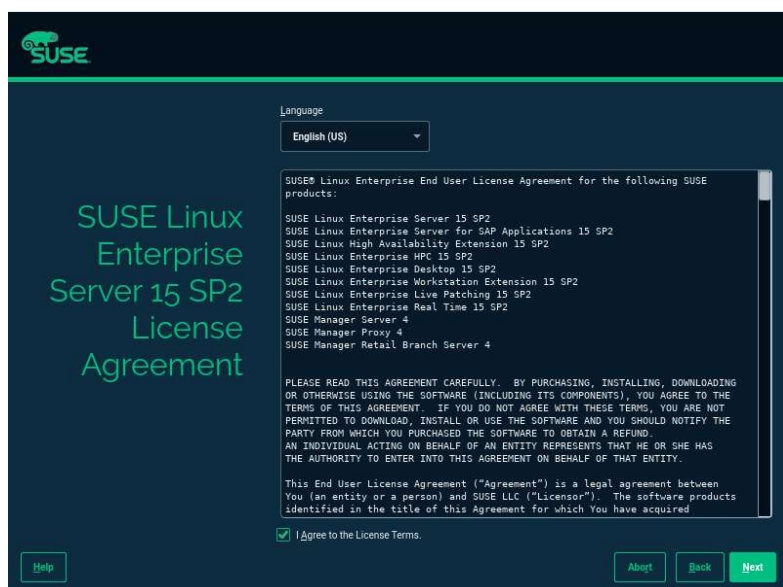 SUSE
Language
English (US)
SUSE Linux
Enterprise
Server 15 SP2
License
Agreement
SUSE® Linux Enterprise End User License Agreement for the following SUSE
products:
SUSE Linux Enterprise Server 15 SP2
SUSE Linux Enterprise Server for SAP Applications 15 SP2
SUSE Linux High Availability Extension 15 SP2
SUSE Linux Enterprise HPC 15 SP2
SUSE Linux Enterprise Desktop 15 SP2
SUSE Linux Enterprise Workstation Extension 15 SP2
SUSE Linux Enterprise Live Patching 15 SP2
SUSE Linux Enterprise Real Time 15 SP2
SUSE Manager Server 4
SUSE Manager Proxy 4
SUSE Manager Retail Branch Server 4
PLEASE READ THIS AGREEMENT CAREFULLY.  BY PURCHASING, INSTALLING, DOWNLOADING
OR OTHERWISE USING THE SOFTWARE (INCLUDING ITS COMPONENTS), YOU AGREE TO THE
TERMS OF THIS AGREEMENT.  IF YOU DO NOT AGREE WITH THESE TERMS, YOU ARE NOT
PERMITTED TO DOWNLOAD, INSTALL OR USE THE SOFTWARE AND YOU SHOULD NOTIFY THE
PARTY FROM WHICH YOU PURCHASED THE SOFTWARE TO OBTAIN A REFUND.
AN INDIVIDUAL ACTING ON BEHALF OF AN ENTITY REPRESENTS THAT HE OR SHE HAS
THE AUTHORITY TO ENTER INTO THIS AGREEMENT ON BEHALF OF THAT ENTITY.
This End User License Agreement (“Agreement”) is a legal agreement between
You (an entity or a person) and SUSE LLC (“Licensor”).  The software products
identified in the title of this Agreement for which You have acquired
I Agree to the License Terms.
Help
Abort
Back
Next